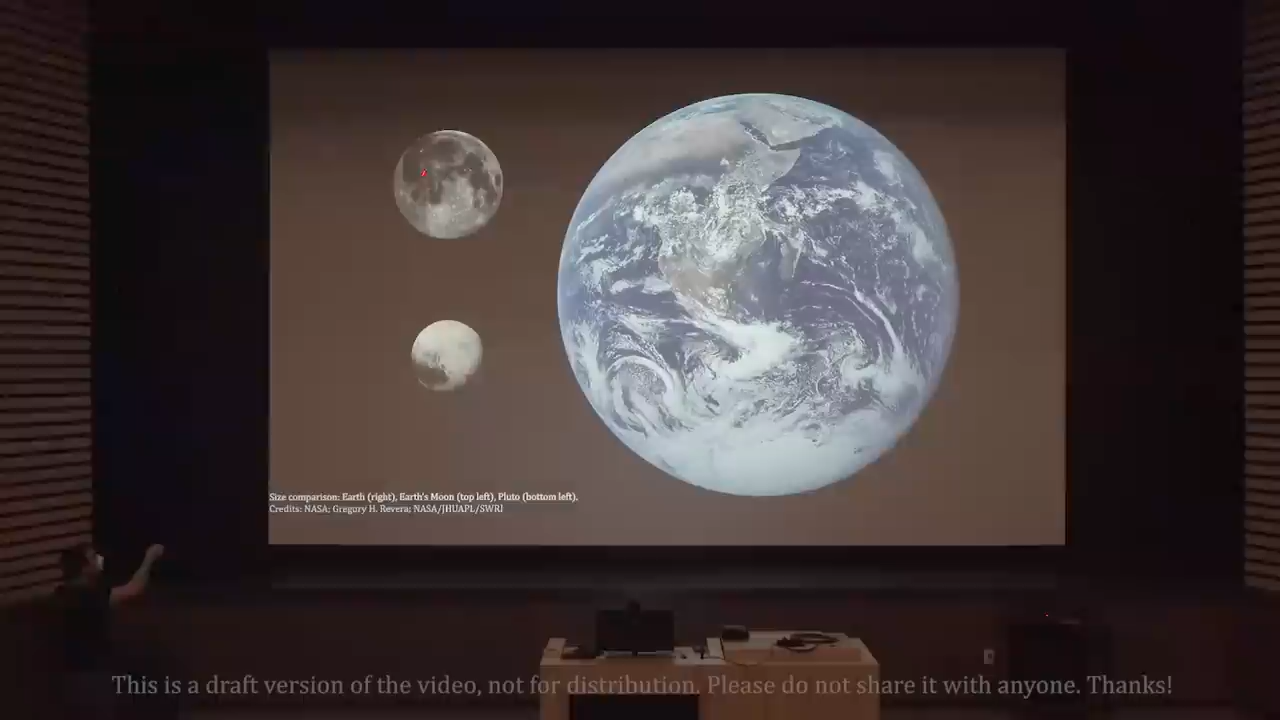 Size comparison: Earth (right), Earth's Moon (top left), Pluto (bottom left).
Credits: NASA; Gregory H. Revera; NASA/JHUAPL/SWRI
This is a draft version of the video, not for distribution. Please do not share it with anyone. Thanks!